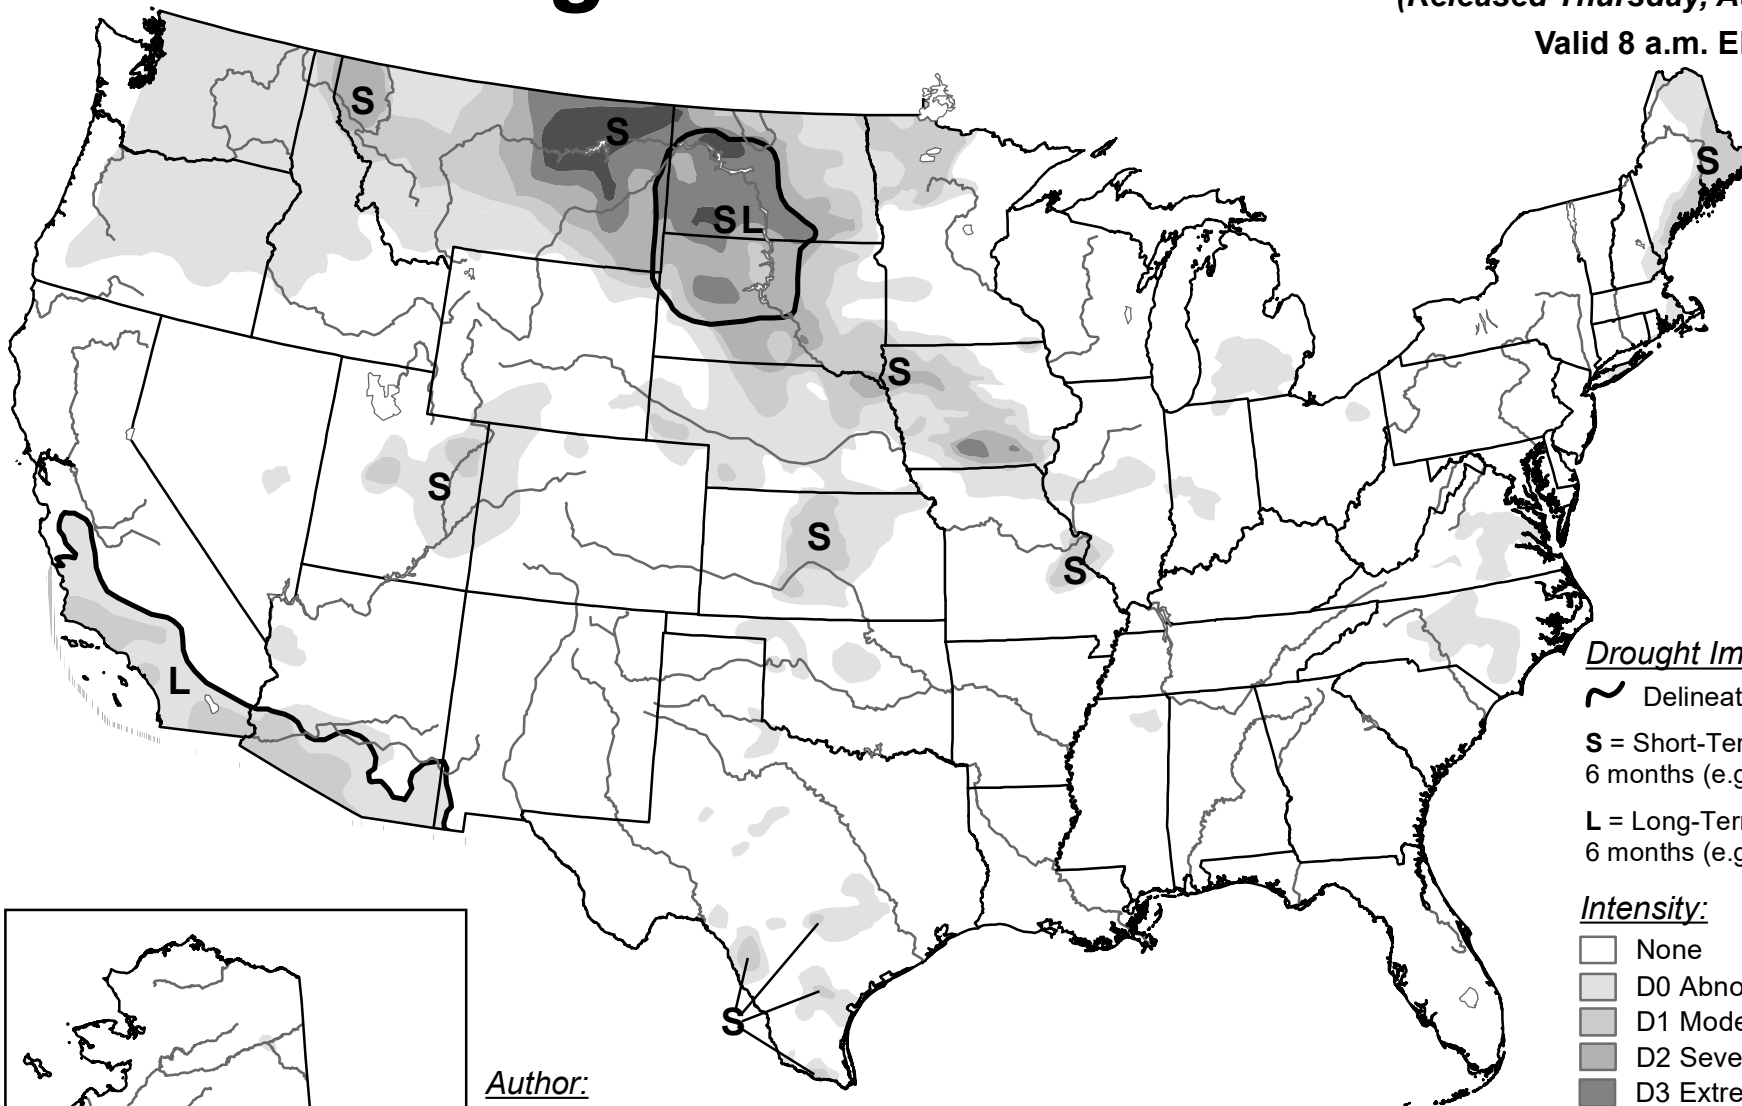 (Released Thursday,
Valid 8 a.m.
S
S
S
SL
S
S
S
S
S
L
S
Drought
Delineat
S = Short-Ter
6 months (e.g
L = Long-Ter
6 months (e.g
Intensity:
None
D0 Abno
D1 Mode
D2 Seve
D3 Extre
Author: